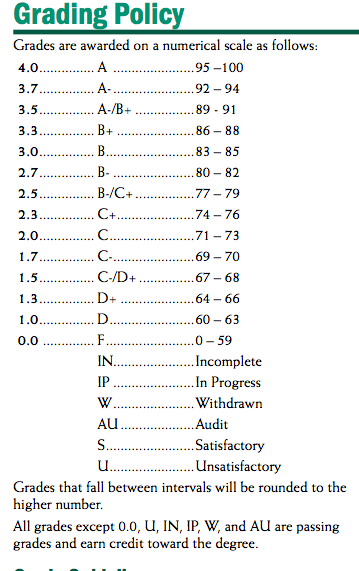 Grading Policy
Grades are awarded on a numerical scale as follows:
4.0.............. A .....................95 –100
3.7.............. A-.....................92 – 94
3.5.............. A-/B+ ................89 - 91
3.3.............. B+ ....................86 – 88
3.0.............. B......................83 – 85
2.7.............. B- .....................80 – 82
2.5.............. B-/C+ ...............77 – 79
2.3.............. C+....................74 – 76
2.0.............. C......................71 – 73
1.7.............. C-.....................69 – 70
1.5.............. C-/D+ ...............67 – 68
1.3.............. D+ ....................64 – 66
1.0.............. D......................60 – 63
0.0 ............. F.......................0 – 59
IN.....................Incomplete
IP .....................In Progress
W.....................Withdrawn
AU ...................Audit
S......................Satisfactory
U......................Unsatisfactory
Grades that fall between intervals will be rounded to the
higher number.
All grades except 0.0, U, IN, IP, W, and AU are passing
grades and earn credit toward the degree.